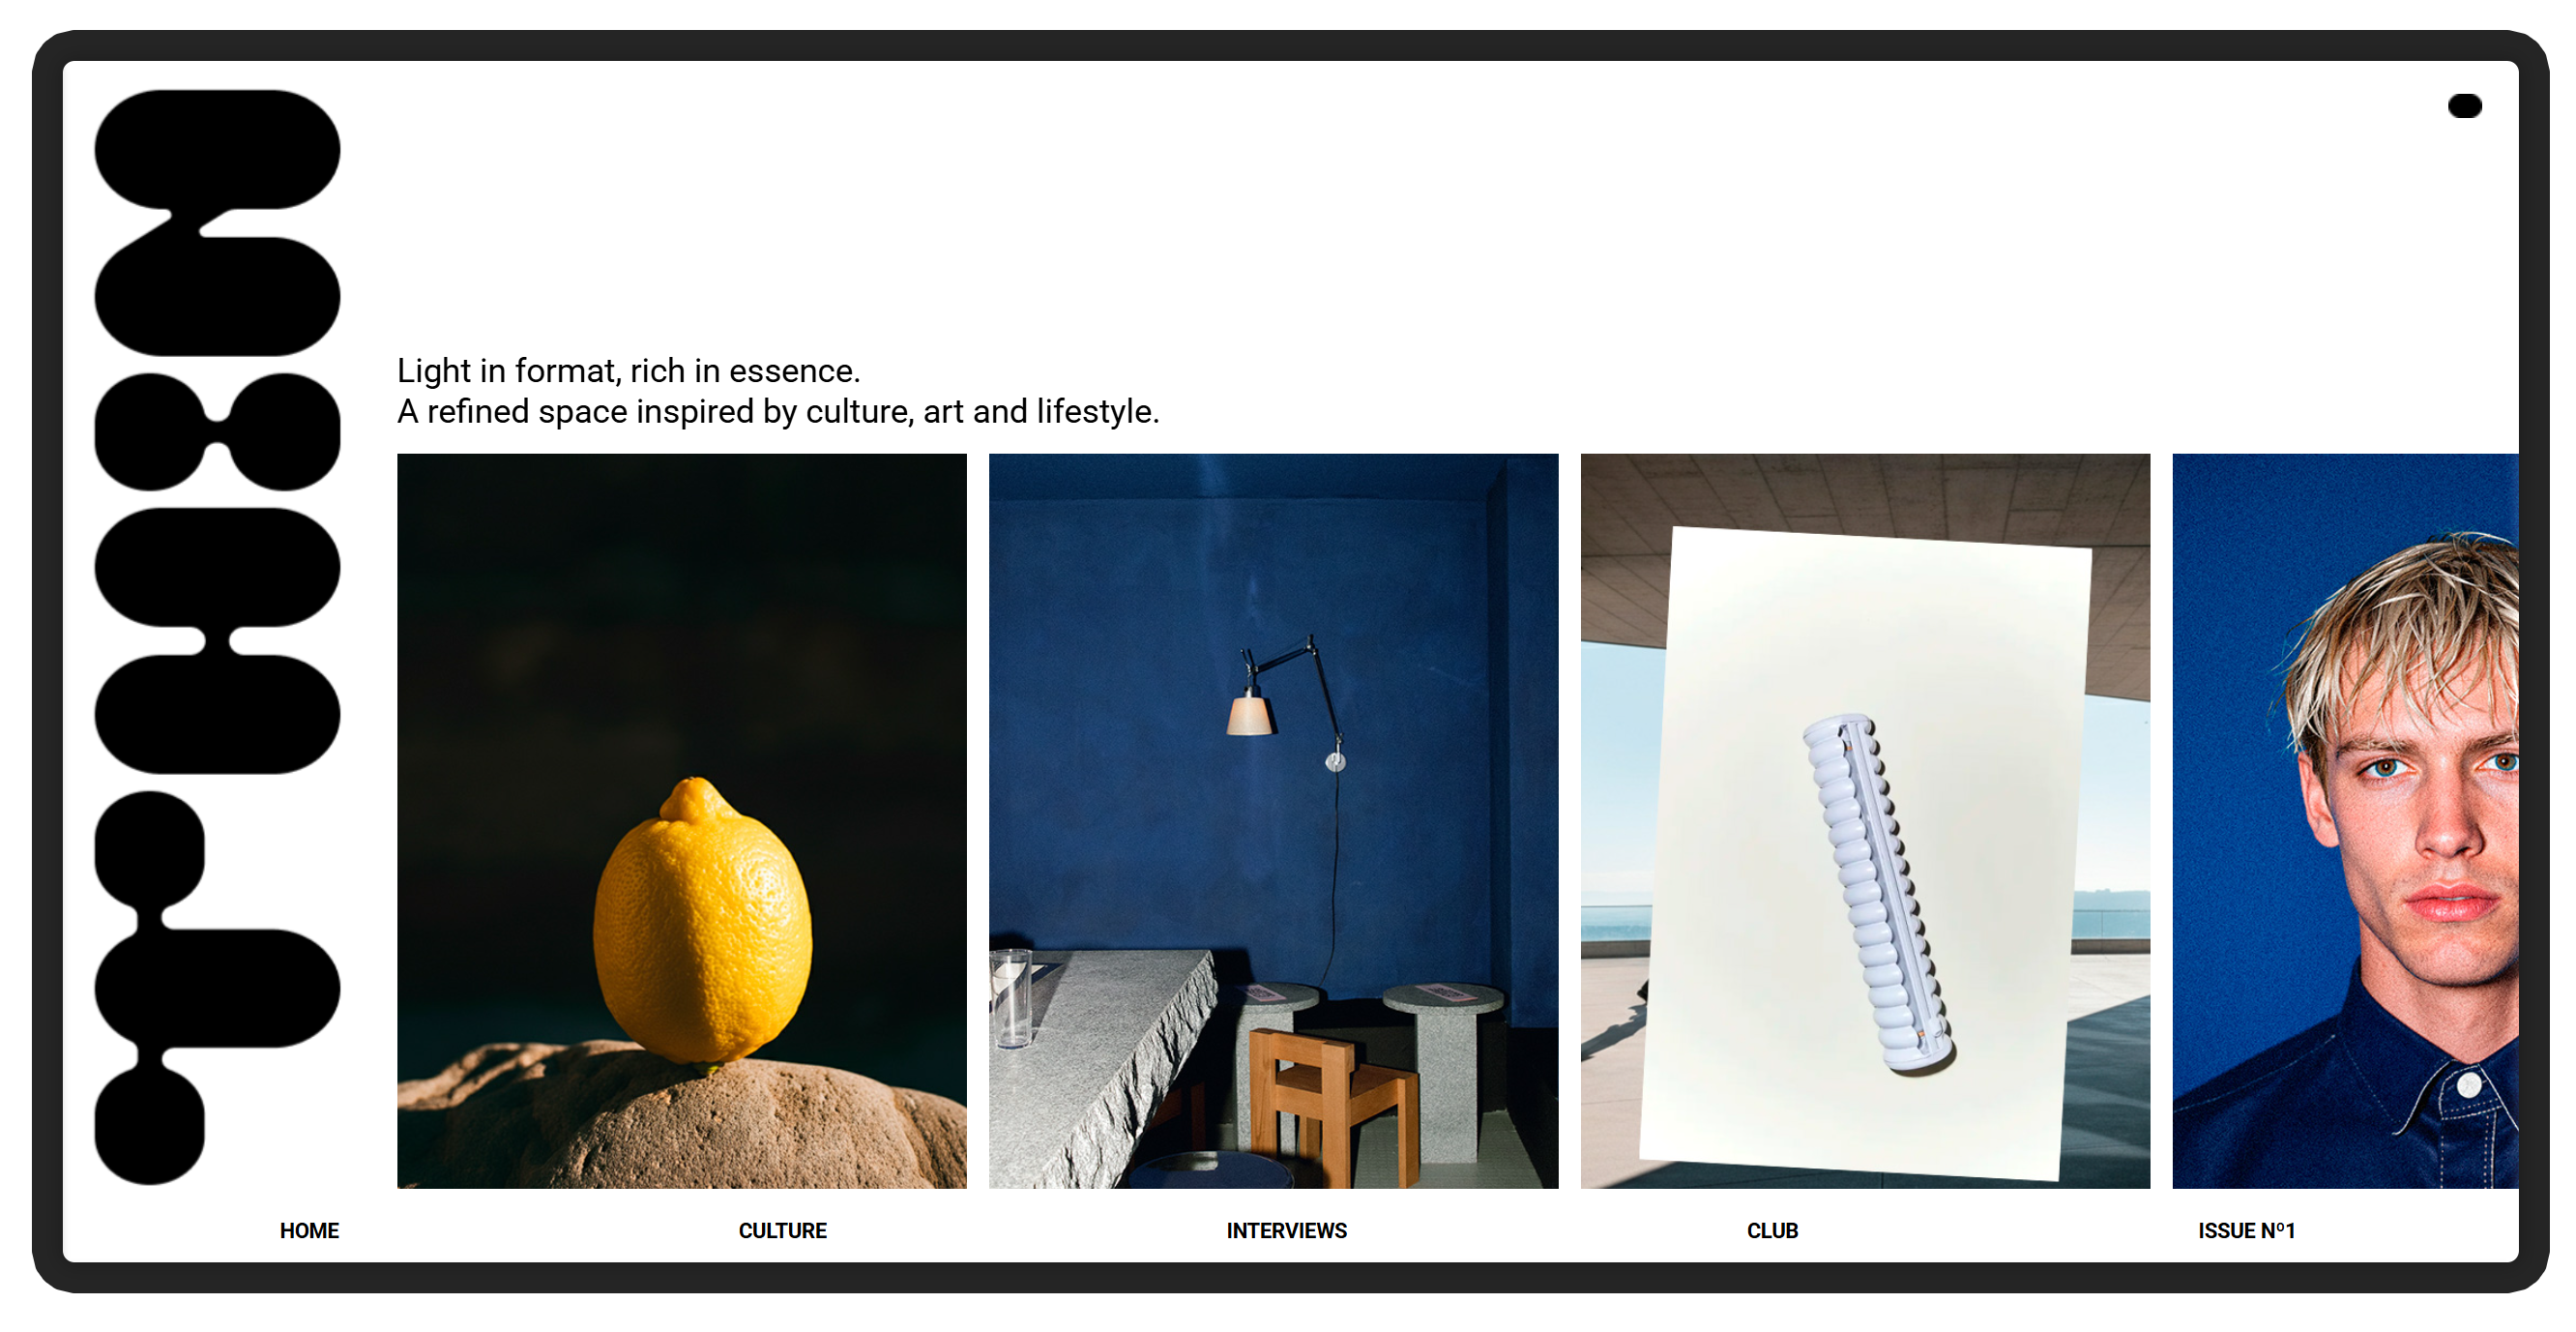 Light in format, rich in essence.
A refined space inspired by culture, art and lifestyle.
HOME
CULTURE
INTERVIEWS
CLUB
ISSUE Nº1